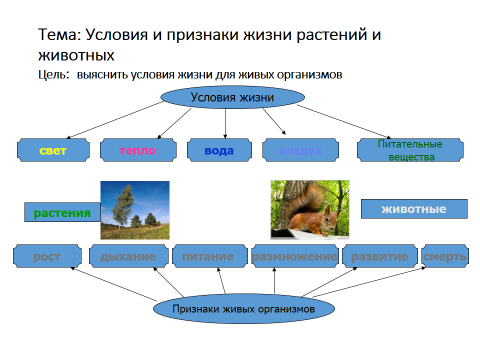 Тема: Условия и признаки жизни растений и
животных
Цель: выяснить условия жизни для живых организмов
Условия жизни
свет
тепло
вода
воздух
Питательные
вещества
растения
животные
рост
дыхание
питание
размножение
развитие
смерть
Признаки живых организмов